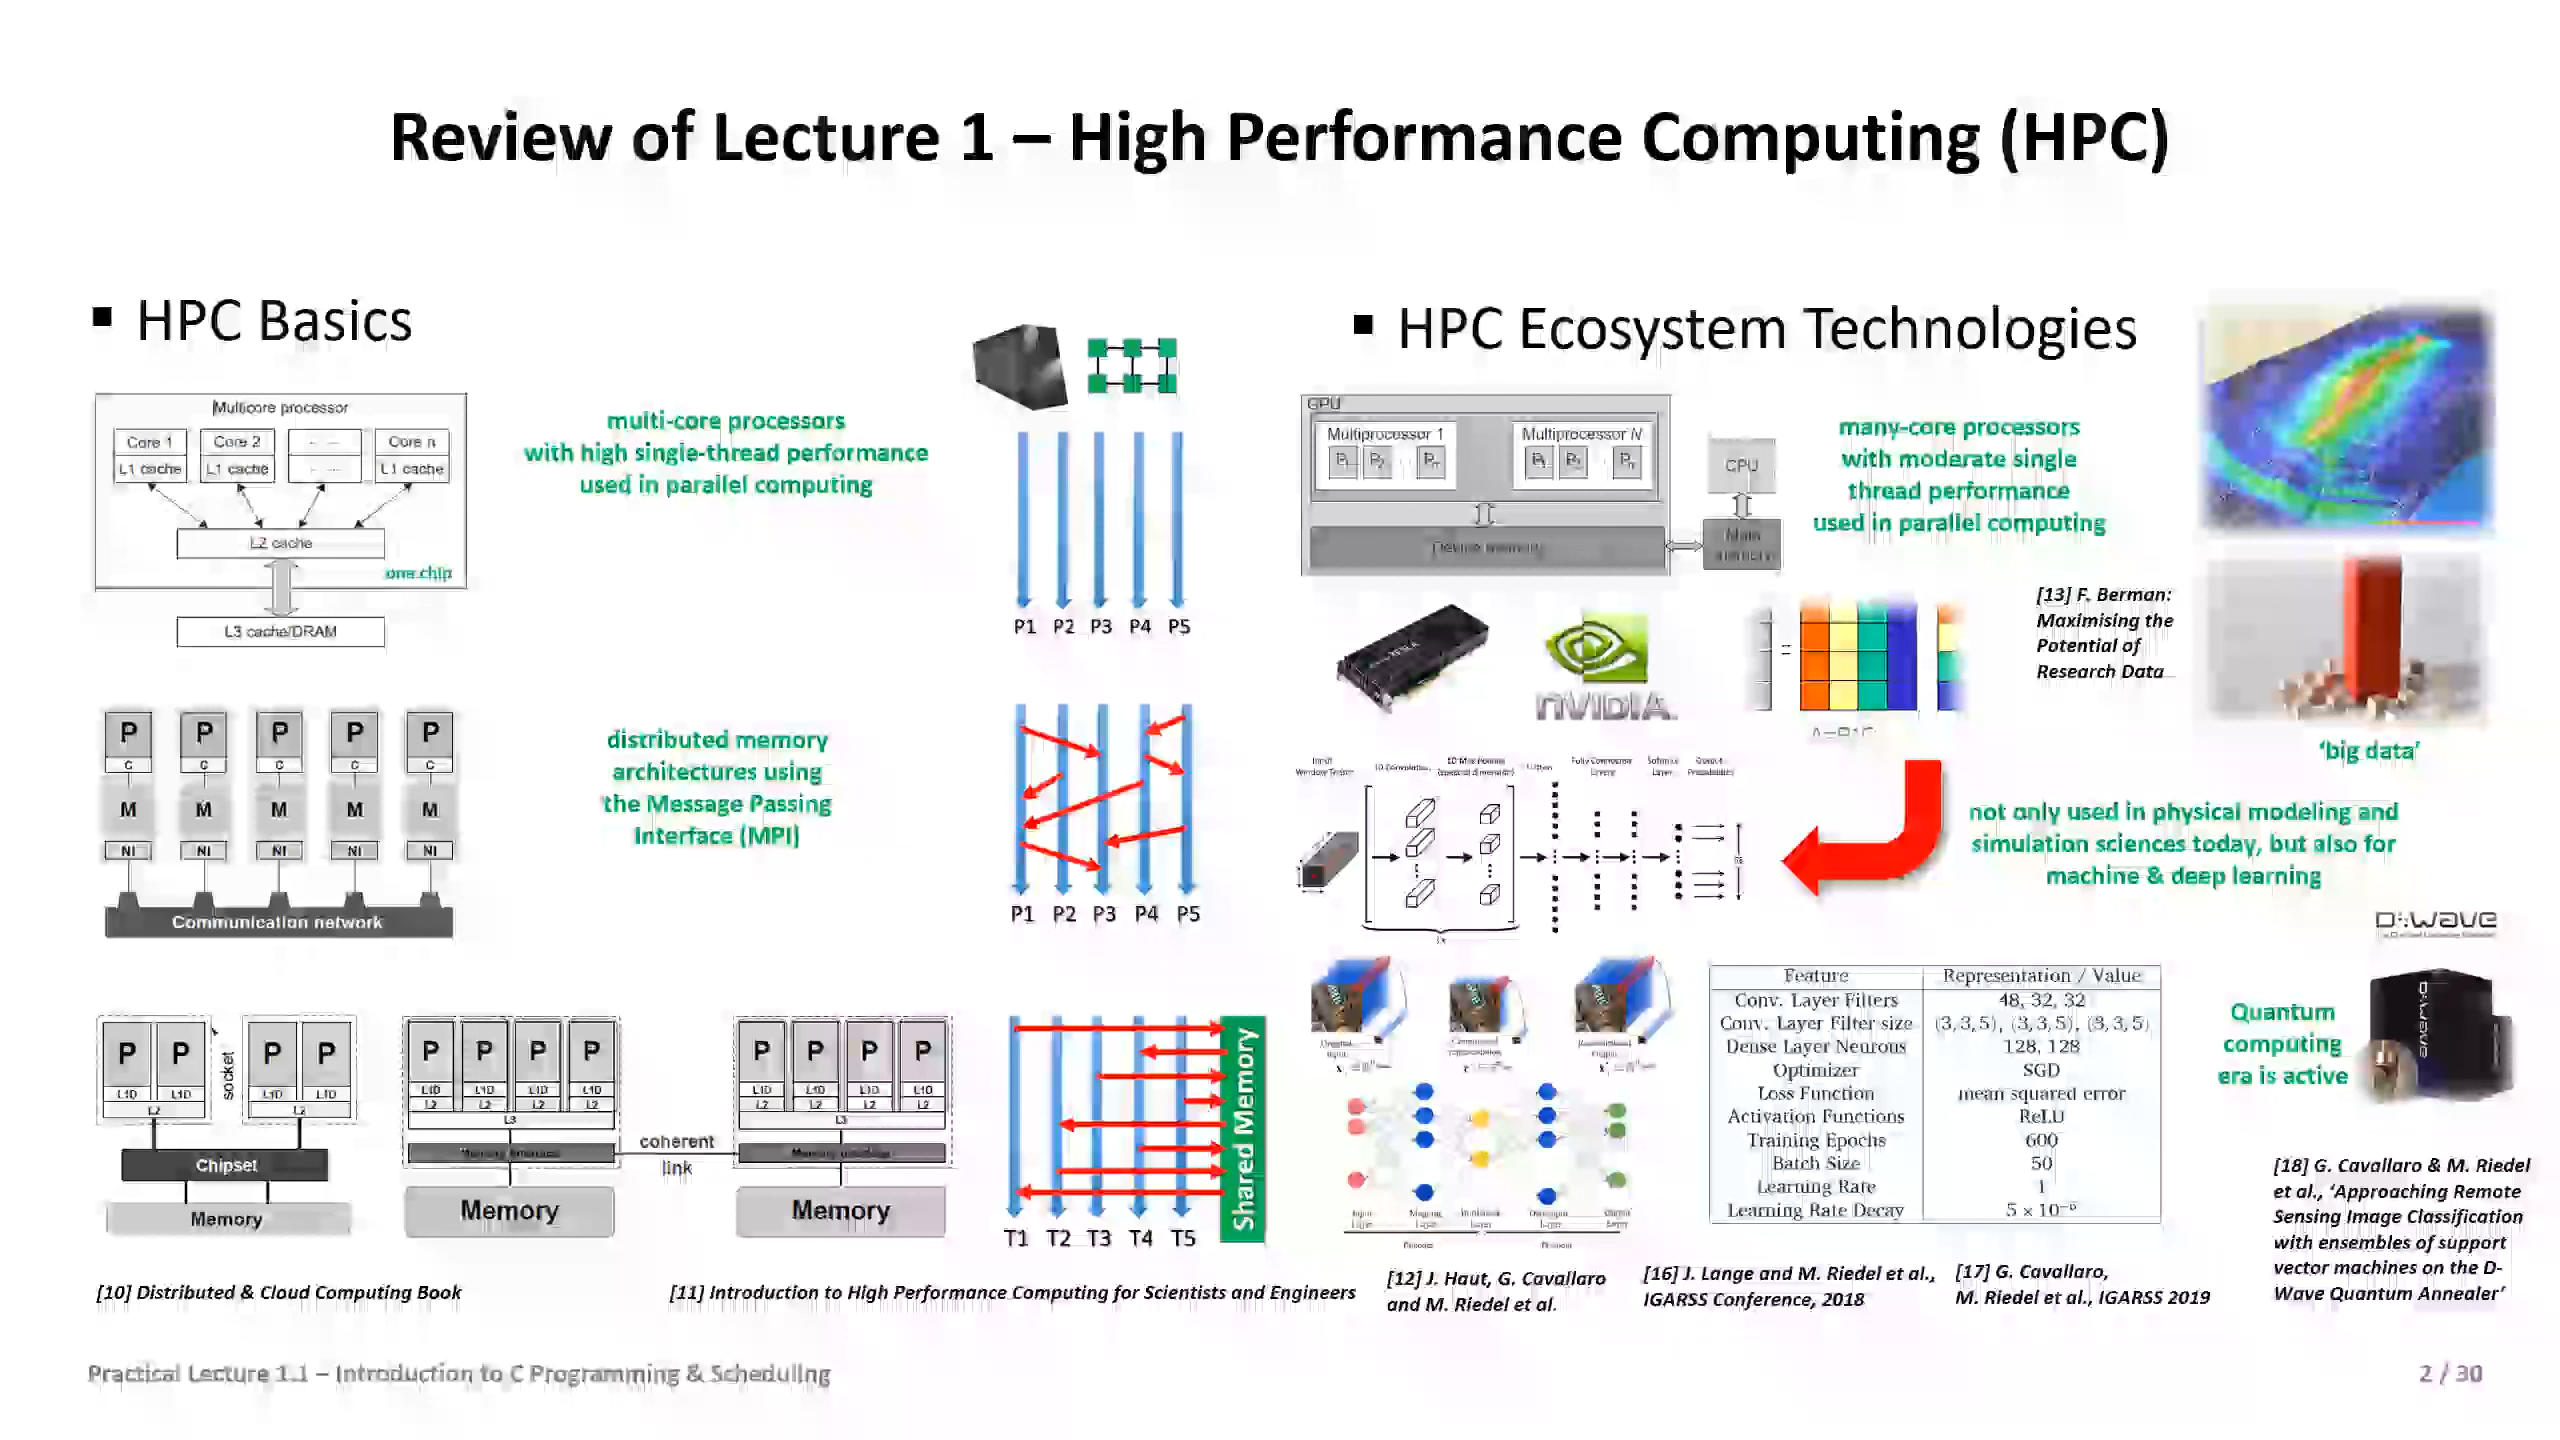 Review of Lecture 1 – High Performance Computing (HPC)
▪ HPC Basics
Multicore processor
Core 1 Core 2 Core n
L1 cache L1 cache L1 cache
L2 cache
one chip
L3 cache/DRAM
multi-core processors
with high single-thread performance
used in parallel computing
P1 P2 P3 P4 P5
P P P P P
C C C C C
M M M M M
NI NI NI NI NI
Communication network
distributed memory
architectures using
the Message Passing
Interface (MPI)
P1 P2 P3 P4 P5
P P P P
L1D L1D L1D L1D
L2 L2
socket
Chipset
Memory
P P P P
L1D L1D L1D L1D
L2 L2 L2 L2
L3
Memory
coherent
link
P P P P
L1D L1D L1D L1D
L2 L2 L2 L2
L3
Memory
Shared Memory
T1 T2 T3 T4 T5
[10] Distributed & Cloud Computing Book
[11] Introduction to High Performance Computing for Scientists and Engineers
▪ HPC Ecosystem Technologies
GPU
Multiprocessor 1 Multiprocessor N
P1 P2 Pn P1 P2 Pn
Device memory
CPU
Main
memory
many-core processors
with moderate single
thread performance
used in parallel computing
nVIDIA.
=
[13] F. Berman:
Maximising the
Potential of
Research Data
'big data'
not only used in physical modeling and
simulation sciences today, but also for
machine & deep learning
D:wave
Feature Representation / Value
Conv. Layer Filters 48, 32, 32
Conv. Layer Filter size (3,3,5), (3,3,5), (3,3,5)
Dense Layer Neurons 128, 128
Optimizer SGD
Loss Function mean squared error
Activation Functions ReLU
Training Epochs 600
Batch Size 50
Learning Rate 1
Learning Rate Decay
Quantum
computing
era is active
[12] J. Haut, G. Cavallaro
and M. Riedel et al.
[16] J. Lange and M. Riedel et al.,
IGARSS Conference, 2018
[17] G. Cavallaro,
M. Riedel et al., IGARSS 2019
[18] G. Cavallaro & M. Riedel
et al., 'Approaching Remote
Sensing Image Classification
with ensembles of support
vector machines on the D-
Wave Quantum Annealer'
Practical Lecture 1.1 – Introduction to C Programming & Scheduling
2 / 30